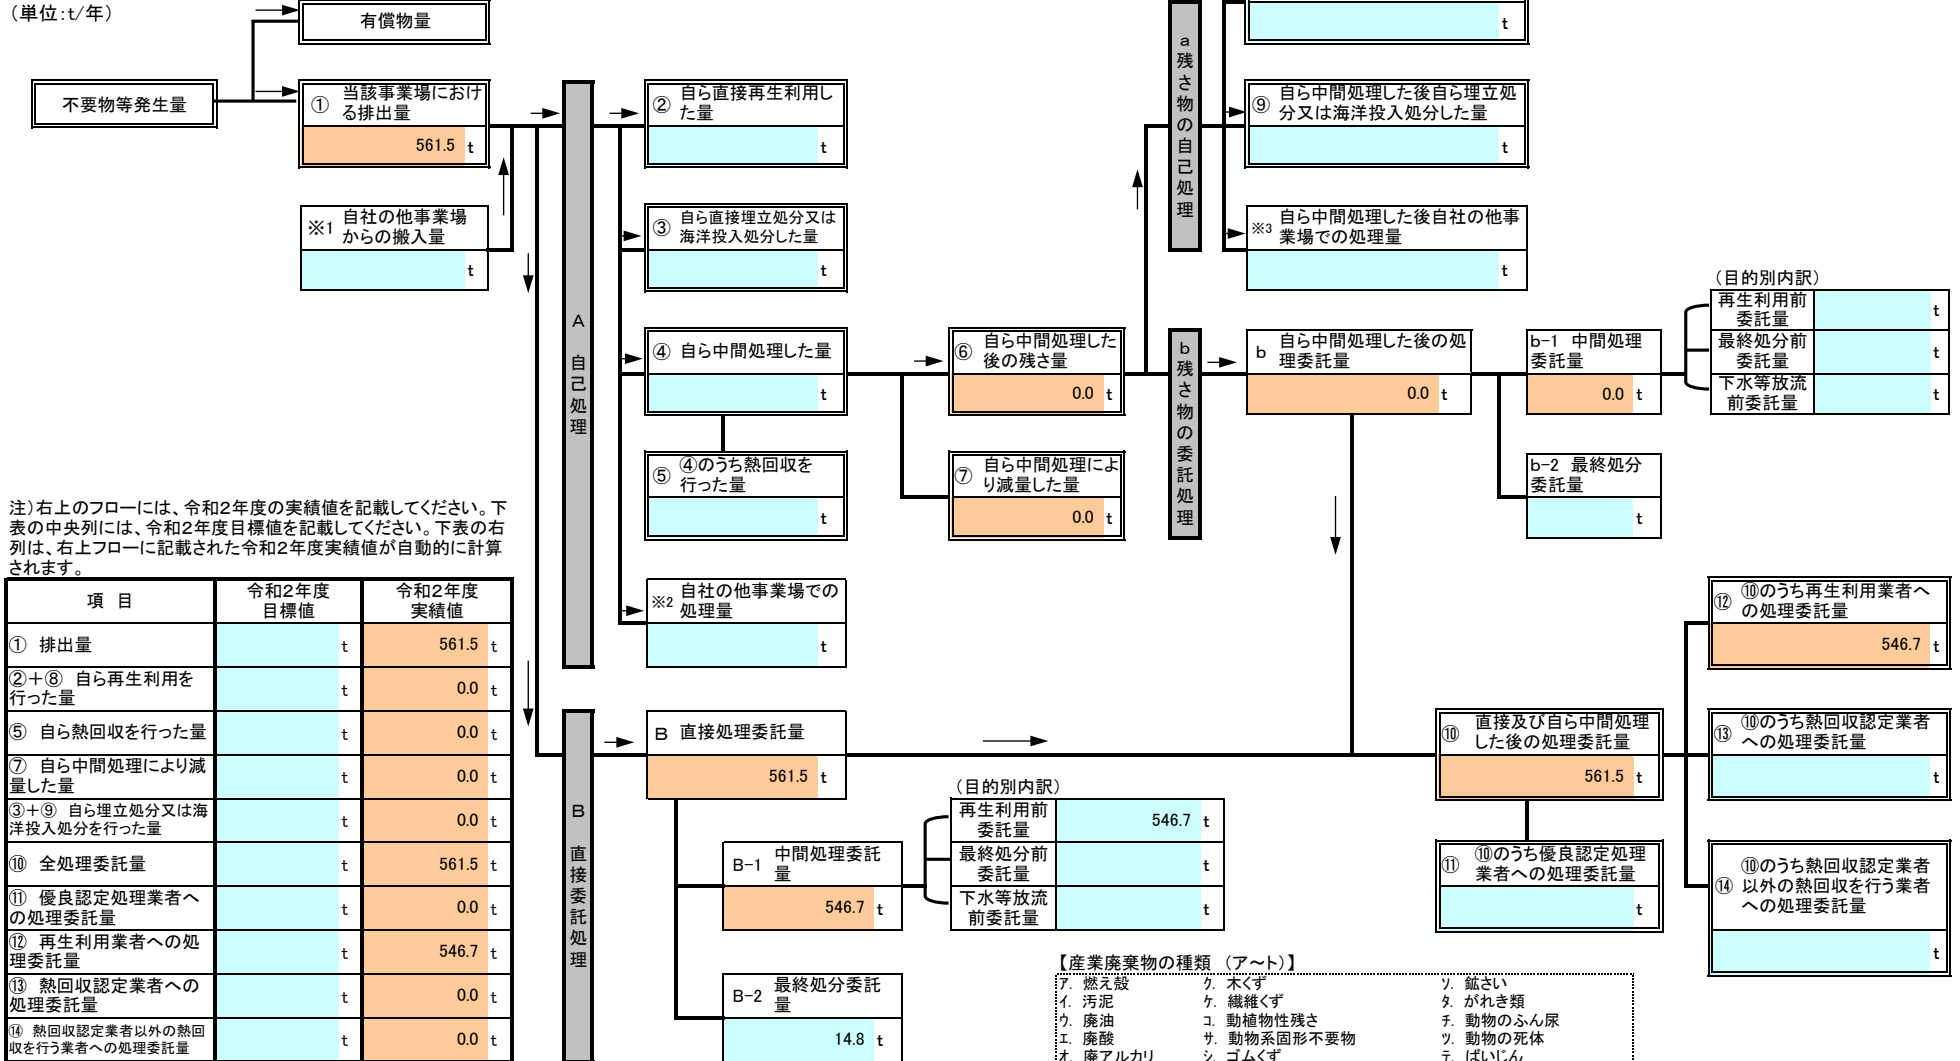 （単位：t/年）
有償物量
不要物等発生量
① 当該事業場におけ
る排出量
561.5 t
※1 自社の他事業場
からの搬入量
t
A 自己処理
② 自ら直接再生利用し
た量
t
③ 自ら直接埋立処分又は
海洋投入処分した量
t
④ 自ら中間処理した量
t
⑤ ④のうち熱回収を
行った量
t
※2 自社の他事業場での
処理量
t
⑥ 自ら中間処理した
後の残さ量
0.0 t
⑦ 自ら中間処理によ
り減量した量
0.0 t
a 残さ物の自己処理
t
⑨ 自ら中間処理した後自ら埋立処
分又は海洋投入処分した量
t
※3 自ら中間処理した後自社の他事
業場での処理量
t
b 残さ物の委託処理
b 自ら中間処理した後の処
理委託量
0.0 t
b-1 中間処理
委託量
0.0 t
b-2 最終処分
委託量
t
（目的別内訳）
再生利用前
委託量 t
最終処分前
委託量 t
下水等放流
前委託量 t
注）右上のフローには、令和２年度の実績値を記載してください。下
表の中央列には、令和２年度目標値を記載してください。下表の右
列は、右上フローに記載された令和２年度実績値が自動的に計算
されます。
項 目 令和２年度
目標値 令和２年度
実績値
① 排出量 t 561.5 t
②＋⑧ 自ら再生利用を
行った量 t 0.0 t
⑤ 自ら熱回収を行った量 t 0.0 t
⑦ 自ら中間処理により減
量した量 t 0.0 t
③＋⑨ 自ら埋立処分又は海
洋投入処分を行った量 t 0.0 t
⑩ 全処理委託量 t 561.5 t
⑪ 優良認定処理業者へ
の処理委託量 t 0.0 t
⑫ 再生利用業者への処
理委託量 t 546.7 t
⑬ 熱回収認定業者への
処理委託量 t 0.0 t
⑭ 熱回収認定業者以外の熱回
収を行う業者への処理委託量 t 0.0 t
B 直接委託処理
B 直接処理委託量
561.5 t
B-1 中間処理委託
量
546.7 t
B-2 最終処分委託
量
14.8 t
（目的別内訳）
再生利用前
委託量 546.7 t
最終処分前
委託量 t
下水等放流
前委託量 t
⑩ 直接及び自ら中間処理
した後の処理委託量
561.5 t
⑪ ⑩のうち優良認定処理
業者への処理委託量
t
⑫ ⑩のうち再生利用業者へ
の処理委託量
546.7 t
⑬ ⑩のうち熱回収認定業者
への処理委託量
t
⑭ ⑩のうち熱回収認定業者
以外の熱回収を行う業者
への処理委託量
t
【産業廃棄物の種類 （ア～ト）】
ア. 燃え殻 ク. 木くず ソ. 鉱さい
イ. 汚泥 ケ. 繊維くず タ. がれき類
ウ. 廃油 コ. 動植物性残さ チ. 動物のふん尿
エ. 廃酸 サ. 動物系固形不要物 ツ. 動物の死体
オ. 廃アルカリ シ. ゴムくず テ. ばいじん